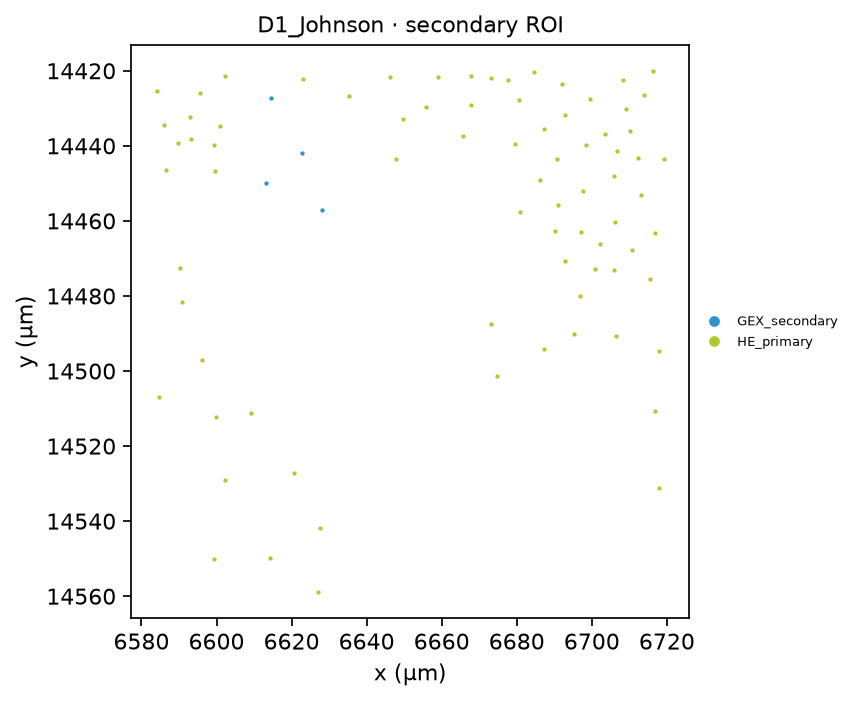 D1_Johnson · secondary ROI
y (µm)
14420
14440
14460
14480
14500
14520
14540
14560
6580 6600 6620 6640 6660 6680 6700 6720
x (µm)
GEX_secondary
HE_primary